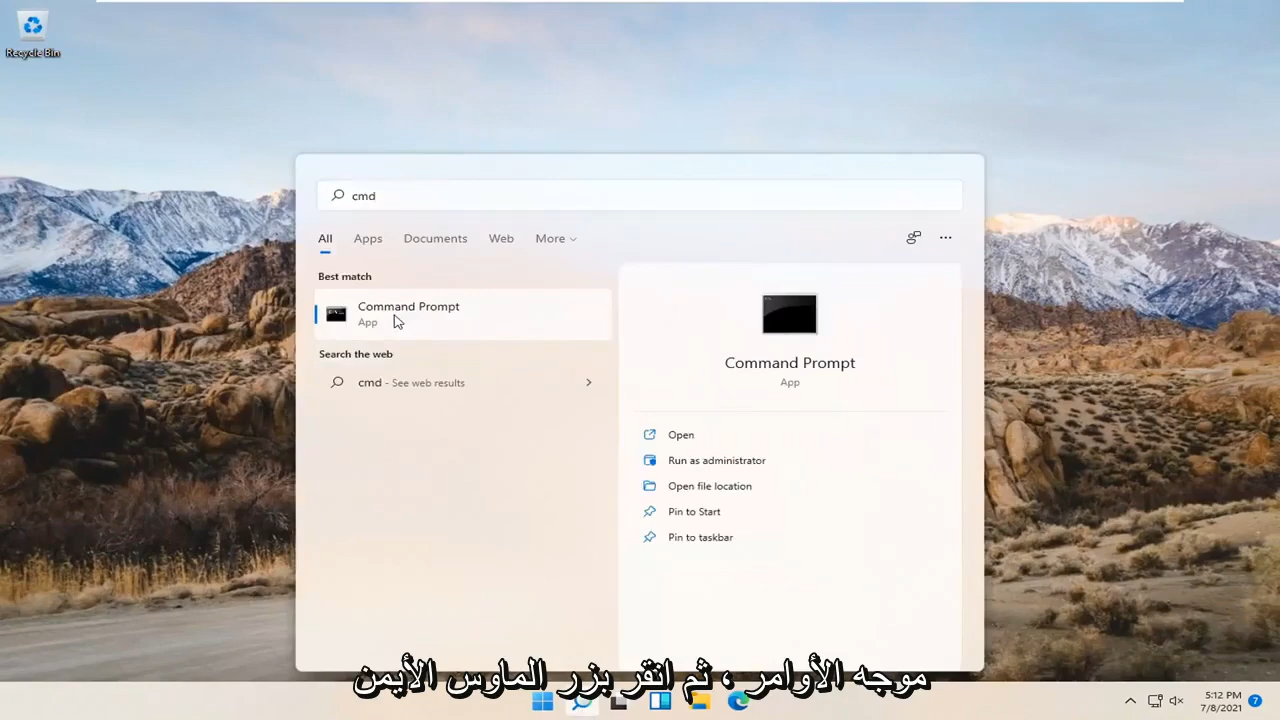 Recycle Bin
cmd
All Apps Documents Web More
Best match
Command Prompt
App
Search the web
cmd - See web results
Command Prompt
App
Open
Run as administrator
Open file location
Pin to Start
Pin to taskbar
موجه الأوامر ، ثم انقر بزر الماوس الأيمن
5:12 PM
7/8/2021
7